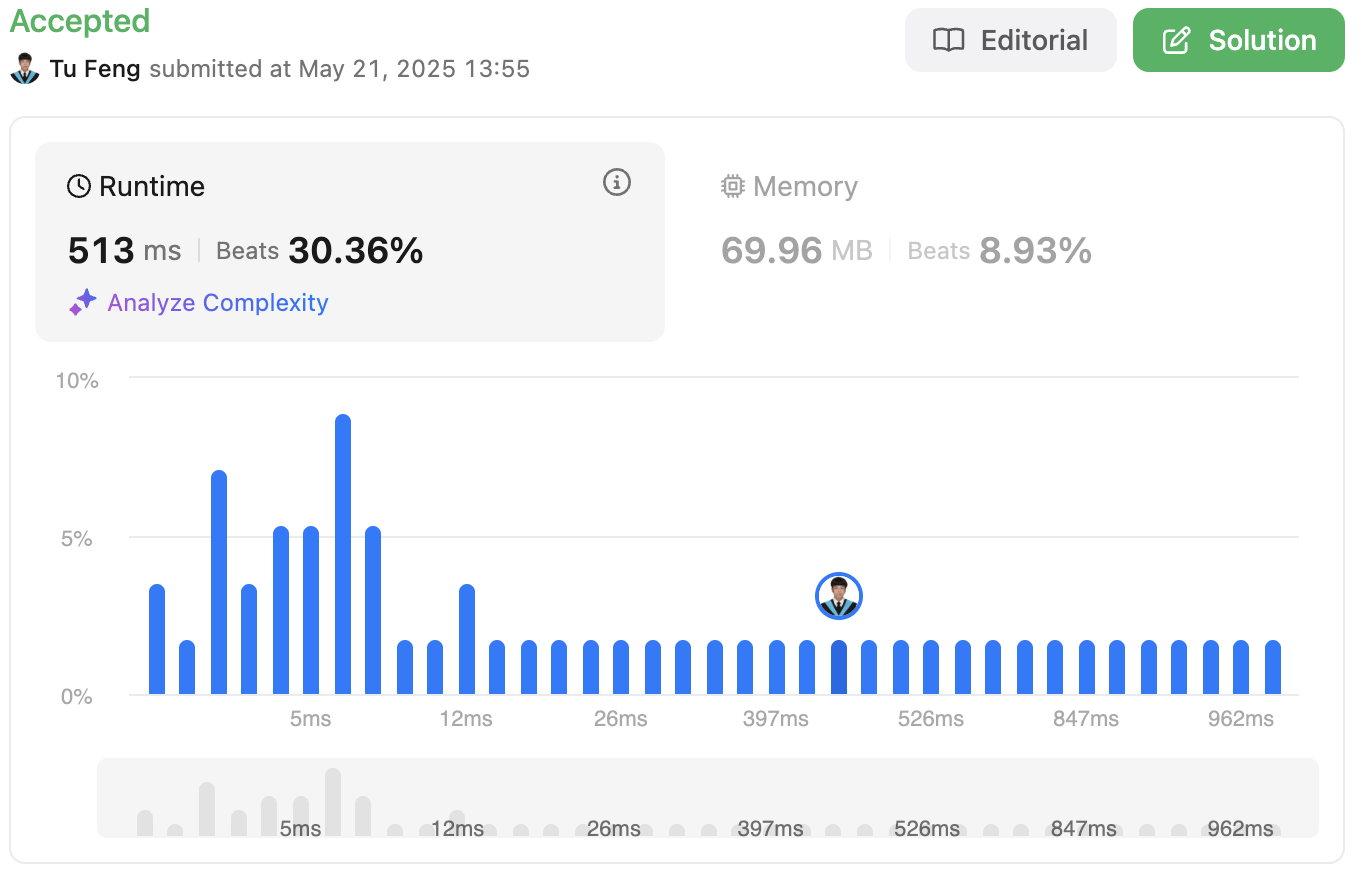 Accepted
Editorial
Solution
Tu Feng submitted at May 21, 2025 13:55
Runtime
513 ms | Beats 30.36%
Analyze Complexity
Memory
69.96 MB | Beats 8.93%
10%
5%
0%
5ms 12ms 26ms 397ms 526ms 847ms 962ms
5ms 12ms 26ms 397ms 526ms 847ms 962ms